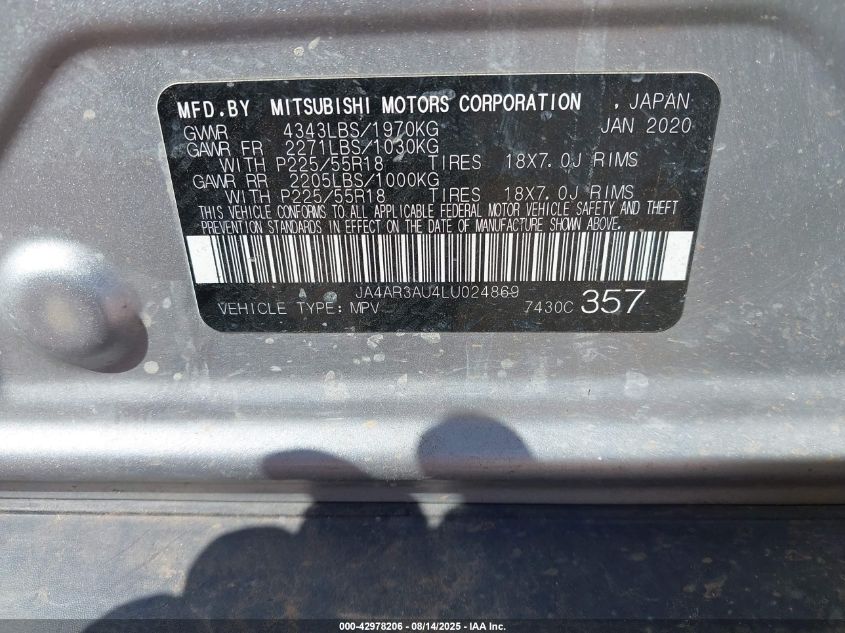 MFD.BY MITSUBISHI MOTORS CORPORATION , JAPAN
GVWR 4343LBS/1970KG JAN 2020
GAWR FR 2271LBS/1030KG
WITH P225/55R18 TIRES 18X7.0J RIMS
GAWR RR 2205LBS/1000KG
WITH P225/55R18 TIRES 18X7.0J RIMS
THIS VEHICLE CONFORMS TO ALL APPLICABLE FEDERAL MOTOR VEHICLE SAFETY AND THEFT
PREVENTION STANDARDS IN EFFECT ON THE DATE OF MANUFACTURE SHOWN ABOVE.
JA4AR3AU4LU024869
VEHICLE TYPE: MPV 7430C 357
000-42978206 - 08/14/2025 - IAA Inc.